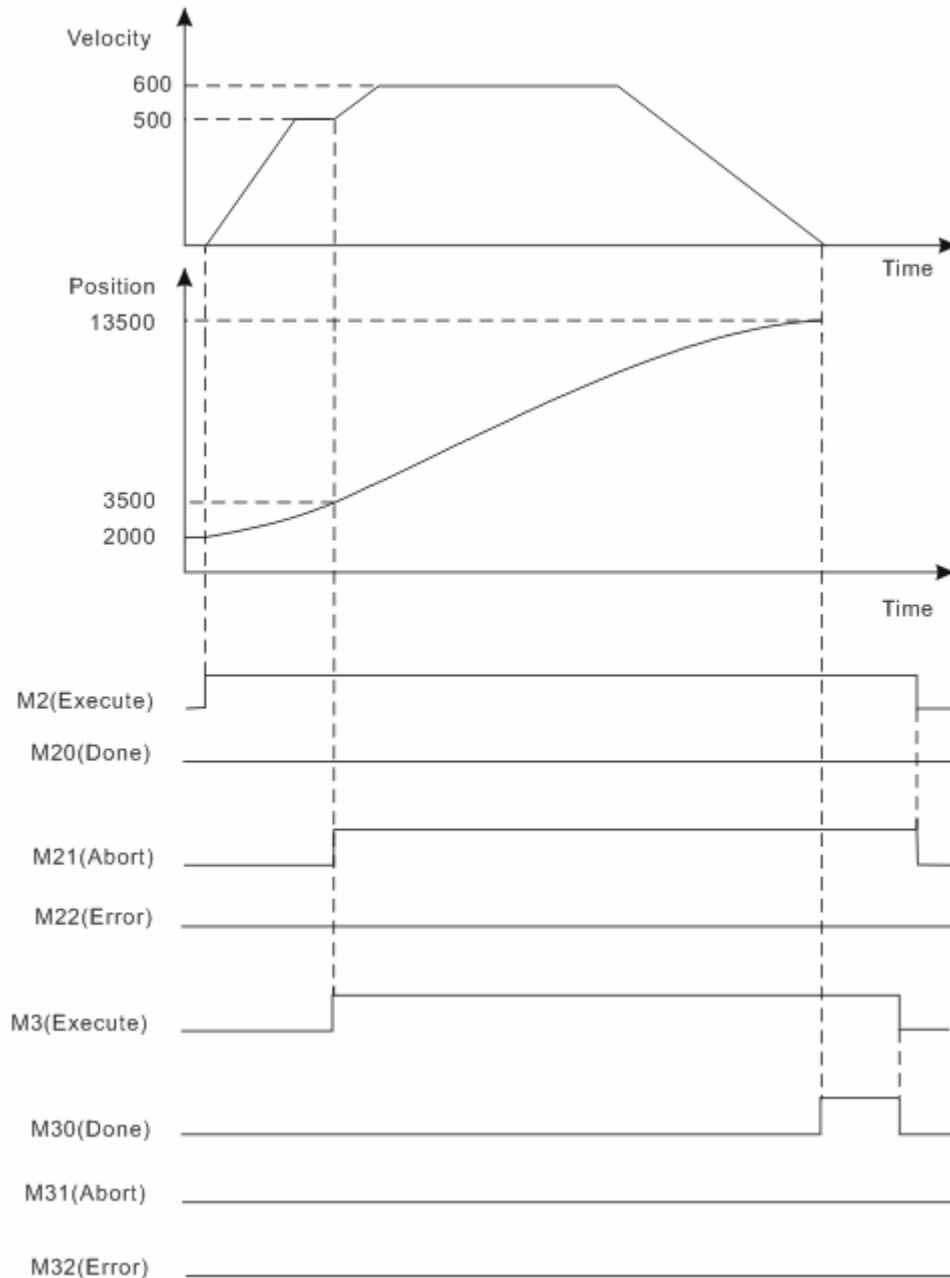 Velocity
600
500
Time
Position
13500
3500
2000
Time
M2(Execute)
M20(Done)
M21(Abort)
M22(Error)
M3(Execute)
M30(Done)
M31(Abort)
M32(Error)